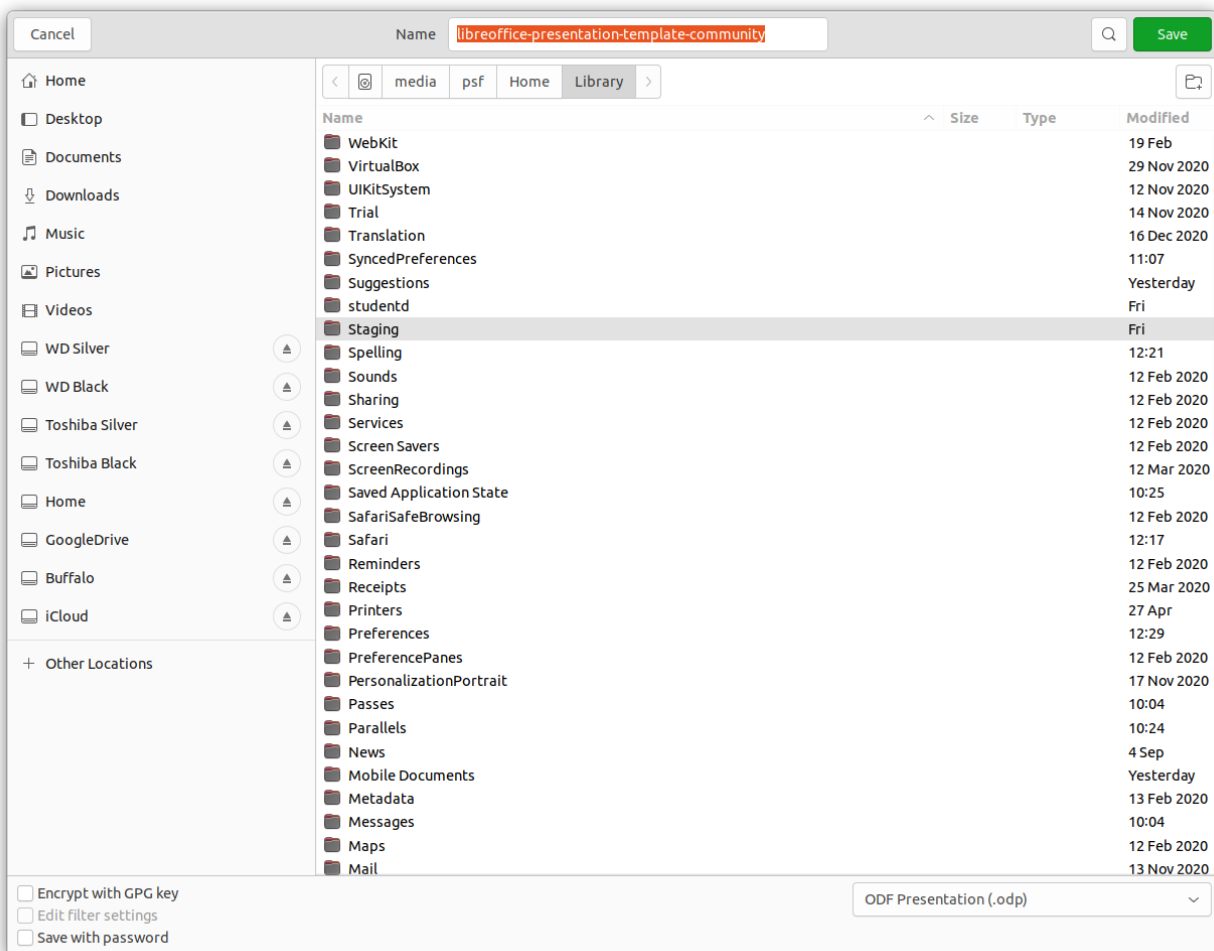 Cancel
Name
libreoffice-presentation-template-community
Save
Home
Desktop
Documents
Downloads
Music
Pictures
Videos
WD Silver
WD Black
Toshiba Silver
Toshiba Black
Home
GoogleDrive
Buffalo
iCloud
Other Locations
media psf Home Library
Name Size Type Modified
WebKit 19 Feb
VirtualBox 29 Nov 2020
UIKitSystem 12 Nov 2020
Trial 14 Nov 2020
Translation 16 Dec 2020
SyncedPreferences 11:07
Suggestions Yesterday
studentd Fri
Staging Fri
Spelling 12:21
Sounds 12 Feb 2020
Sharing 12 Feb 2020
Services 12 Feb 2020
Screen Savers 12 Feb 2020
ScreenRecordings 12 Mar 2020
Saved Application State 10:25
SafariSafeBrowsing 12 Feb 2020
Safari 12:17
Reminders 12 Feb 2020
Receipts 25 Mar 2020
Printers 27 Apr
Preferences 12:29
PreferencePanes 12 Feb 2020
PersonalizationPortrait 17 Nov 2020
Passes 10:04
Parallels 10:24
News 4 Sep
Mobile Documents Yesterday
Metadata 13 Feb 2020
Messages 10:04
Maps 12 Feb 2020
Mail 13 Nov 2020
Encrypt with GPG key
Edit filter settings
Save with password
ODF Presentation (.odp)